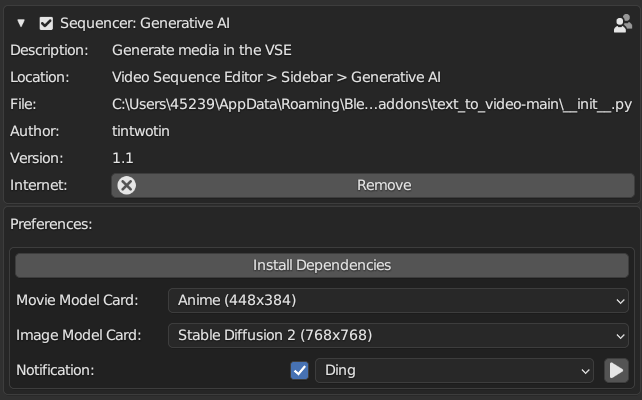 Sequencer: Generative AI
Description: Generate media in the VSE
Location: Video Sequence Editor > Sidebar > Generative AI
File: C:\Users\45239\AppData\Roaming\Ble...addons\text_to_video-main\__init__.py
Author: tintwotin
Version: 1.1
Internet: Remove
Preferences:
Install Dependencies
Movie Model Card: Anime (448x384)
Image Model Card: Stable Diffusion 2 (768x768)
Notification: Ding